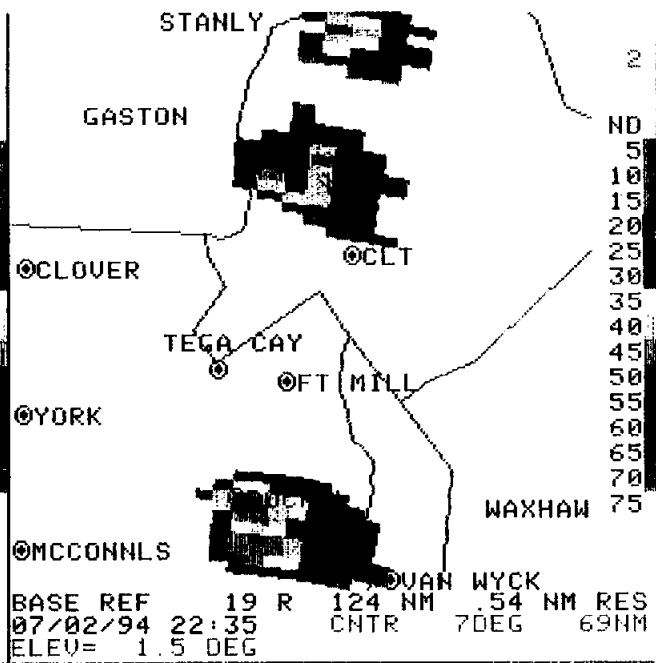 STANLY
2
GASTON
ND
5
10
15
20
25
30
35
40
45
50
55
60
65
70
75
CLT
CLOVER
TEGA CAY
FT MILL
YORK
WAXHAW
MCCONNLS
VAN WYCK
BASE REF 19 R 124 NM .54 NM RES
07/02/94 22:35 CNTR 7DEG 69NM
ELEV= 1.5 DEG